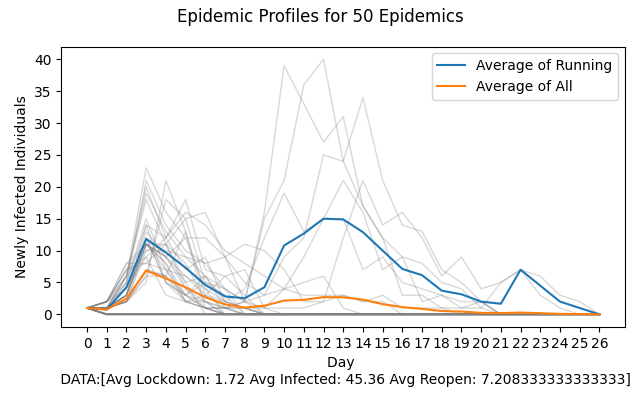 Epidemic Profiles for 50 Epidemics
Average of Running
Average of All
Newly Infected Individuals
40
35
30
25
20
15
10
5
0
0 1 2 3 4 5 6 7 8 9 10 11 12 13 14 15 16 17 18 19 20 21 22 23 24 25 26
Day
DATA:[Avg Lockdown: 1.72 Avg Infected: 45.36 Avg Reopen: 7.208333333333333]